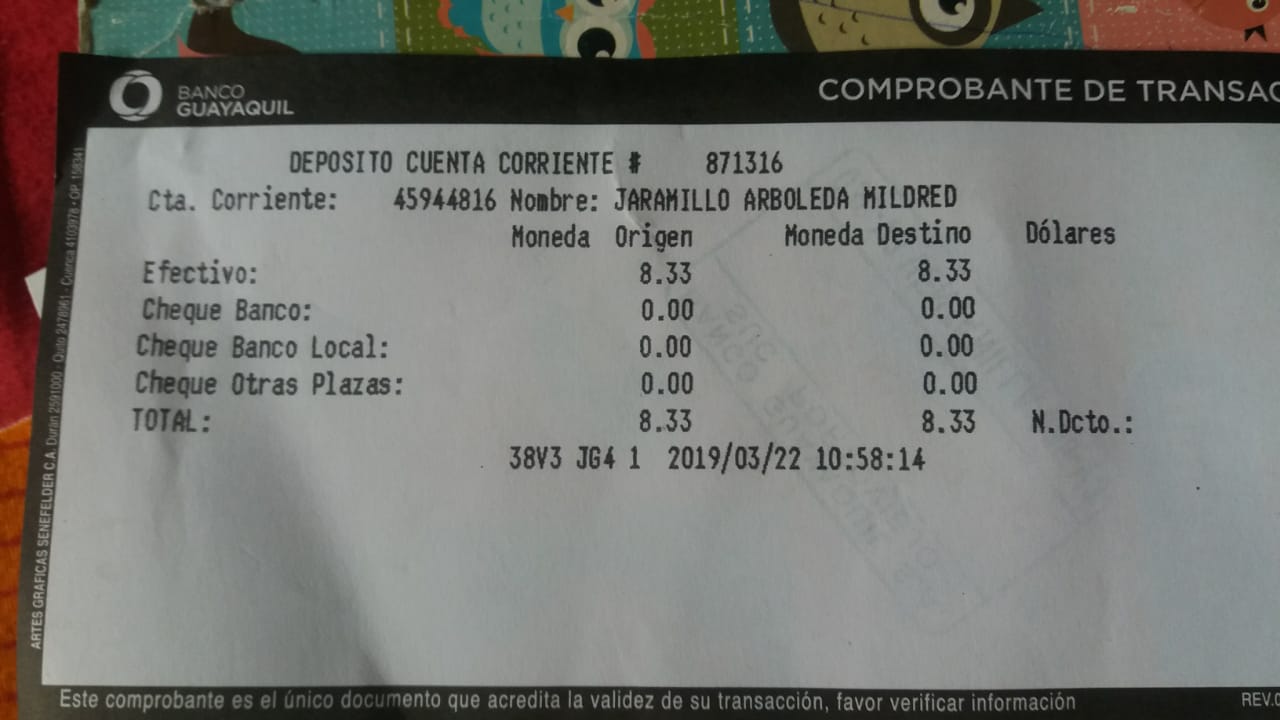 BANCO
GUAYAQUIL
COMPROBANTE DE TRANSAC
DEPOSITO CUENTA CORRIENTE # 871316
Cta. Corriente: 45944816 Nombre: JARAMILLO ARBOLEDA MILDRED
Moneda Origen Moneda Destino Dólares
Efectivo: 8.33 8.33
Cheque Banco: 0.00 0.00
Cheque Banco Local: 0.00 0.00
Cheque Otras Plazas: 0.00 0.00
TOTAL: 8.33 8.33 N.Dcto.:
38V3 JG4 1 2019/03/22 10:58:14
ARTES GRAFICAS SENEFELDER C.A. Durán 2591000 - Quito 2478961 - Cuenca 4103978 - OP. 158341
Este comprobante es el único documento que acredita la validez de su transacción, favor verificar información
REV.0